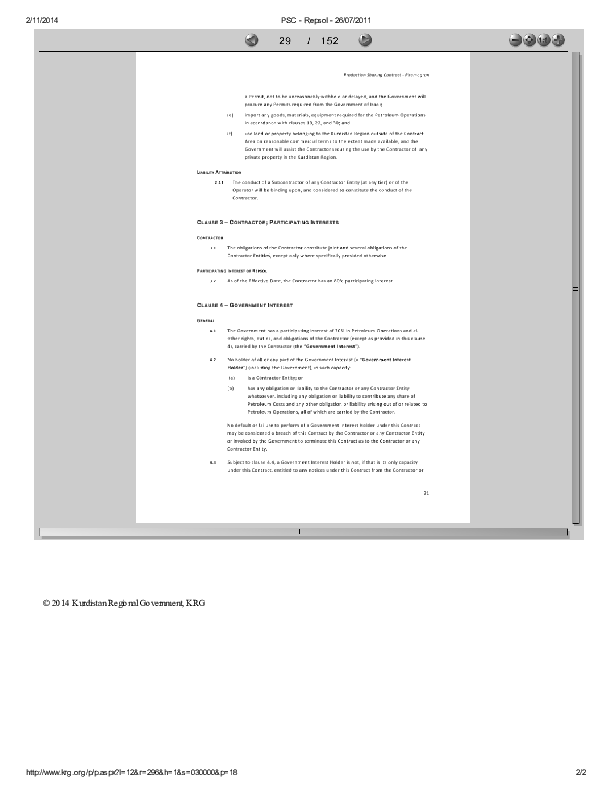 2/11/2014
PSC - Repsol - 26/07/2011
29 / 152
Production Sharing Contract -
a Permit, not to be unreasonably withheld and delayed, and the Government will
procure any Permits required from the Government of Iraq;
import any goods, materials, equipment required for the Petroleum Operations
in accordance with clauses 19, 22, and 30; and
(f) use land or property belonging to the Kurdistan Region outside of the Contract
Area on reasonable commercial terms to the extent made available, and the
Government will assist the Contractor securing the use by the Contractor of any
private property in the Kurdistan Region.
LIABILITY ATTRIBUTION
2.11 The conduct of a Subcontractor of any Contractor Entity (at any tier) or of the
Operator will be binding upon, and considered to constitute the conduct of the
Contractor.
CLAUSE 3 – CONTRACTOR; PARTICIPATING INTERESTS
CONTRACTOR
3.1 The obligations of the Contractor constitute joint and several obligations of the
Contractor Entities, except only where specifically provided otherwise.
PARTICIPATING INTEREST OF REPSOL
3.2 As of the Effective Date, the Contractor has an 80% participating interest.
CLAUSE 4 – GOVERNMENT INTEREST
GENERAL
4.1 The Government has a participating interest of 20% in Petroleum Operations and all
other rights, duties, and obligations of the Contractor (except as provided in this clause
4), carried by the Contractor (the "Government Interest").
4.2 No holder of all or any part of the Government Interest (a "Government Interest
Holder") (including the Government), in such capacity:
(a) is a Contractor Entity; or
(b) has any obligation or liability to the Contractor or any Contractor Entity
whatsoever, including any obligation or liability to contribute any share of
Petroleum Costs and any other obligation or liability arising out of or related to
Petroleum Operations, all of which are carried by the Contractor.
No default or failure to perform of a Government Interest Holder under this Contract
may be considered a breach of this Contract by the Contractor or any Contractor Entity
or invoked by the Government to terminate this Contract as to the Contractor or any
Contractor Entity.
4.3 Subject to clause 4.4, a Government Interest Holder is not, if that is its only capacity
under this Contract, entitled to any notices under this Contract from the Contractor or
21
© 2014 Kurdistan Regional Government, KRG
http://www.krg.org/p/p.aspx?l=12&r=296&h=1&s=030000&p=18
2/2